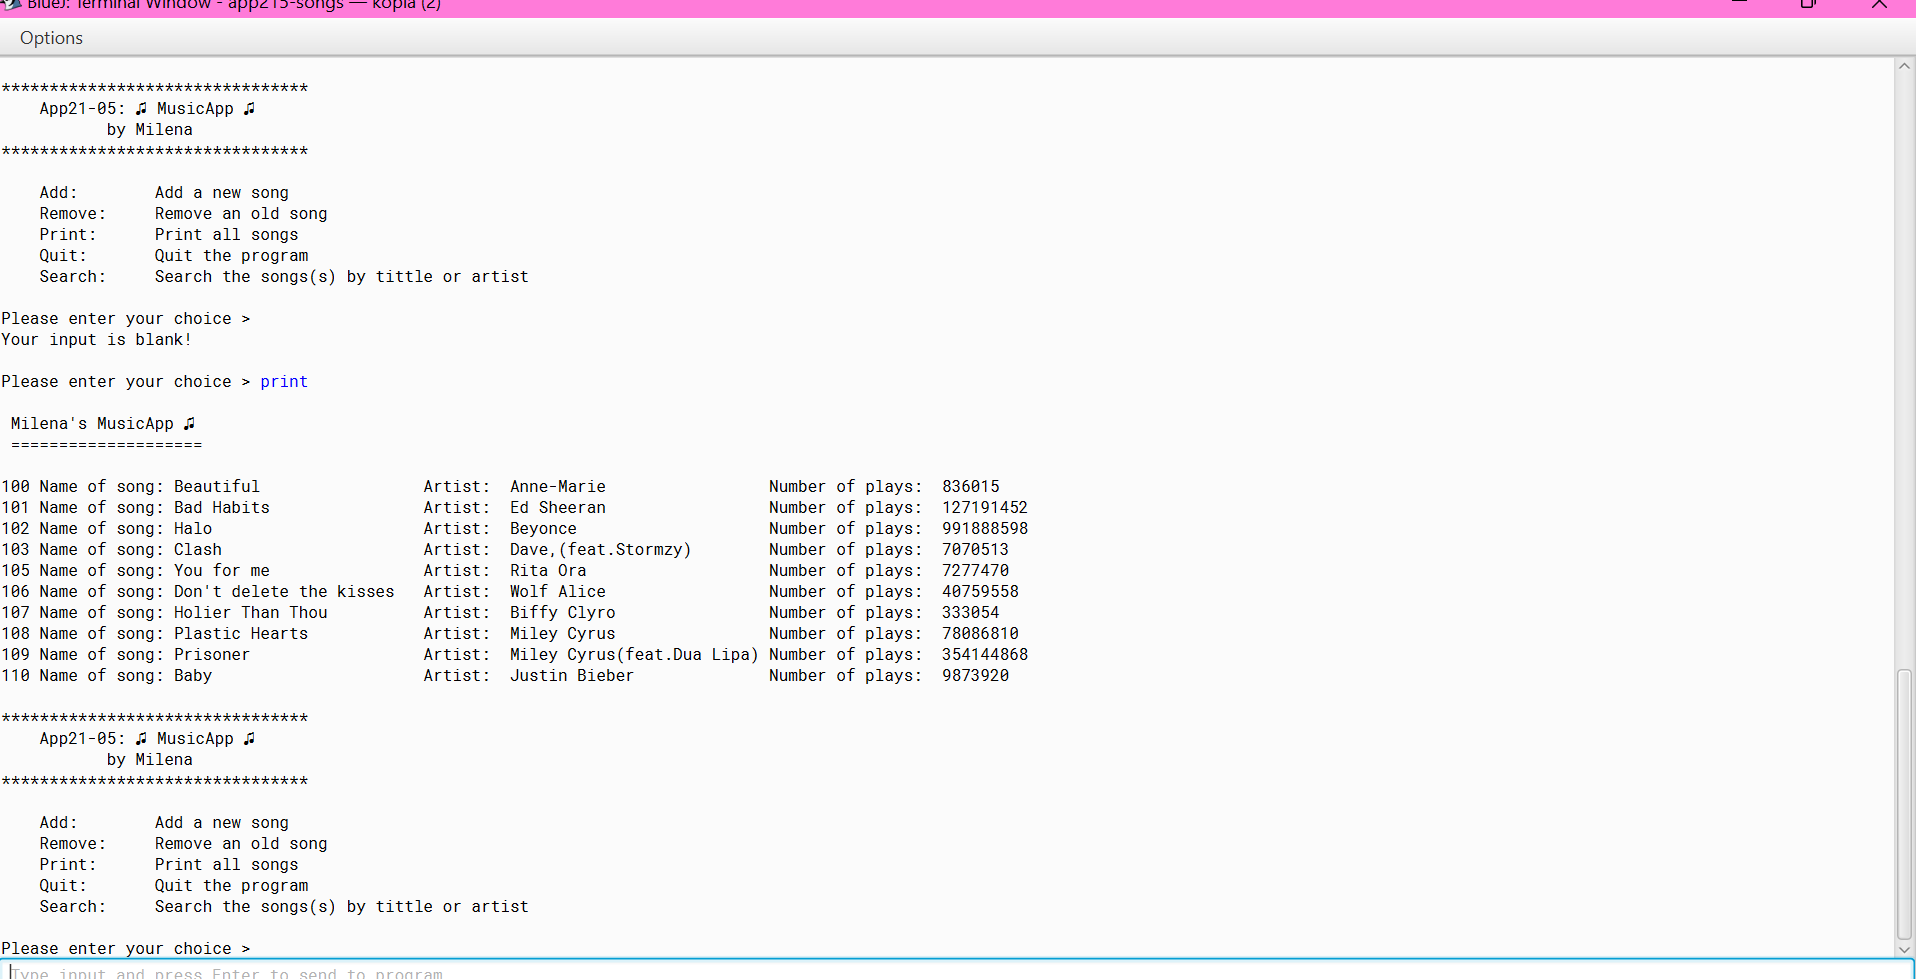 BlueJ: Terminal Window - app215-songs — kopia (2)
Options
********************************
App21-05: ♫ MusicApp ♫
by Milena
********************************
Add: Add a new song
Remove: Remove an old song
Print: Print all songs
Quit: Quit the program
Search: Search the songs(s) by tittle or artist
Please enter your choice >
Your input is blank!
Please enter your choice > print
Milena's MusicApp ♫
====================
100 Name of song: Beautiful Artist: Anne-Marie Number of plays: 836015
101 Name of song: Bad Habits Artist: Ed Sheeran Number of plays: 127191452
102 Name of song: Halo Artist: Beyonce Number of plays: 991888598
103 Name of song: Clash Artist: Dave,(feat.Stormzy) Number of plays: 7070513
105 Name of song: You for me Artist: Rita Ora Number of plays: 7277470
106 Name of song: Don't delete the kisses Artist: Wolf Alice Number of plays: 40759558
107 Name of song: Holier Than Thou Artist: Biffy Clyro Number of plays: 333054
108 Name of song: Plastic Hearts Artist: Miley Cyrus Number of plays: 78086810
109 Name of song: Prisoner Artist: Miley Cyrus(feat.Dua Lipa) Number of plays: 354144868
110 Name of song: Baby Artist: Justin Bieber Number of plays: 9873920
********************************
App21-05: ♫ MusicApp ♫
by Milena
********************************
Add: Add a new song
Remove: Remove an old song
Print: Print all songs
Quit: Quit the program
Search: Search the songs(s) by tittle or artist
Please enter your choice >
Type input and press Enter to send to program